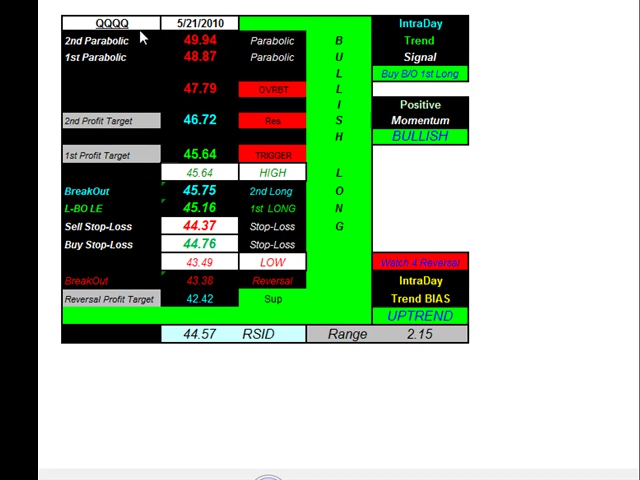 QQQQ 5/21/2010 IntraDay
2nd Parabolic 49.94 Parabolic B Trend
1st Parabolic 48.87 Parabolic U Signal
L Buy B/O 1st Long
47.79 OVRBT L
I Positive
2nd Profit Target 46.72 Res S Momentum
H BULLISH
1st Profit Target 45.64 TRIGGER
45.64 HIGH L
BreakOut 45.75 2nd Long O
L-BO LE 45.16 1st LONG N
Sell Stop-Loss 44.37 Stop-Loss G
Buy Stop-Loss 44.76 Stop-Loss
43.49 LOW Watch 4 Reversal
BreakOut 43.38 Reversal IntraDay
Reversal Profit Target 42.42 Sup Trend BIAS
UPTREND
44.57 RSID Range 2.15